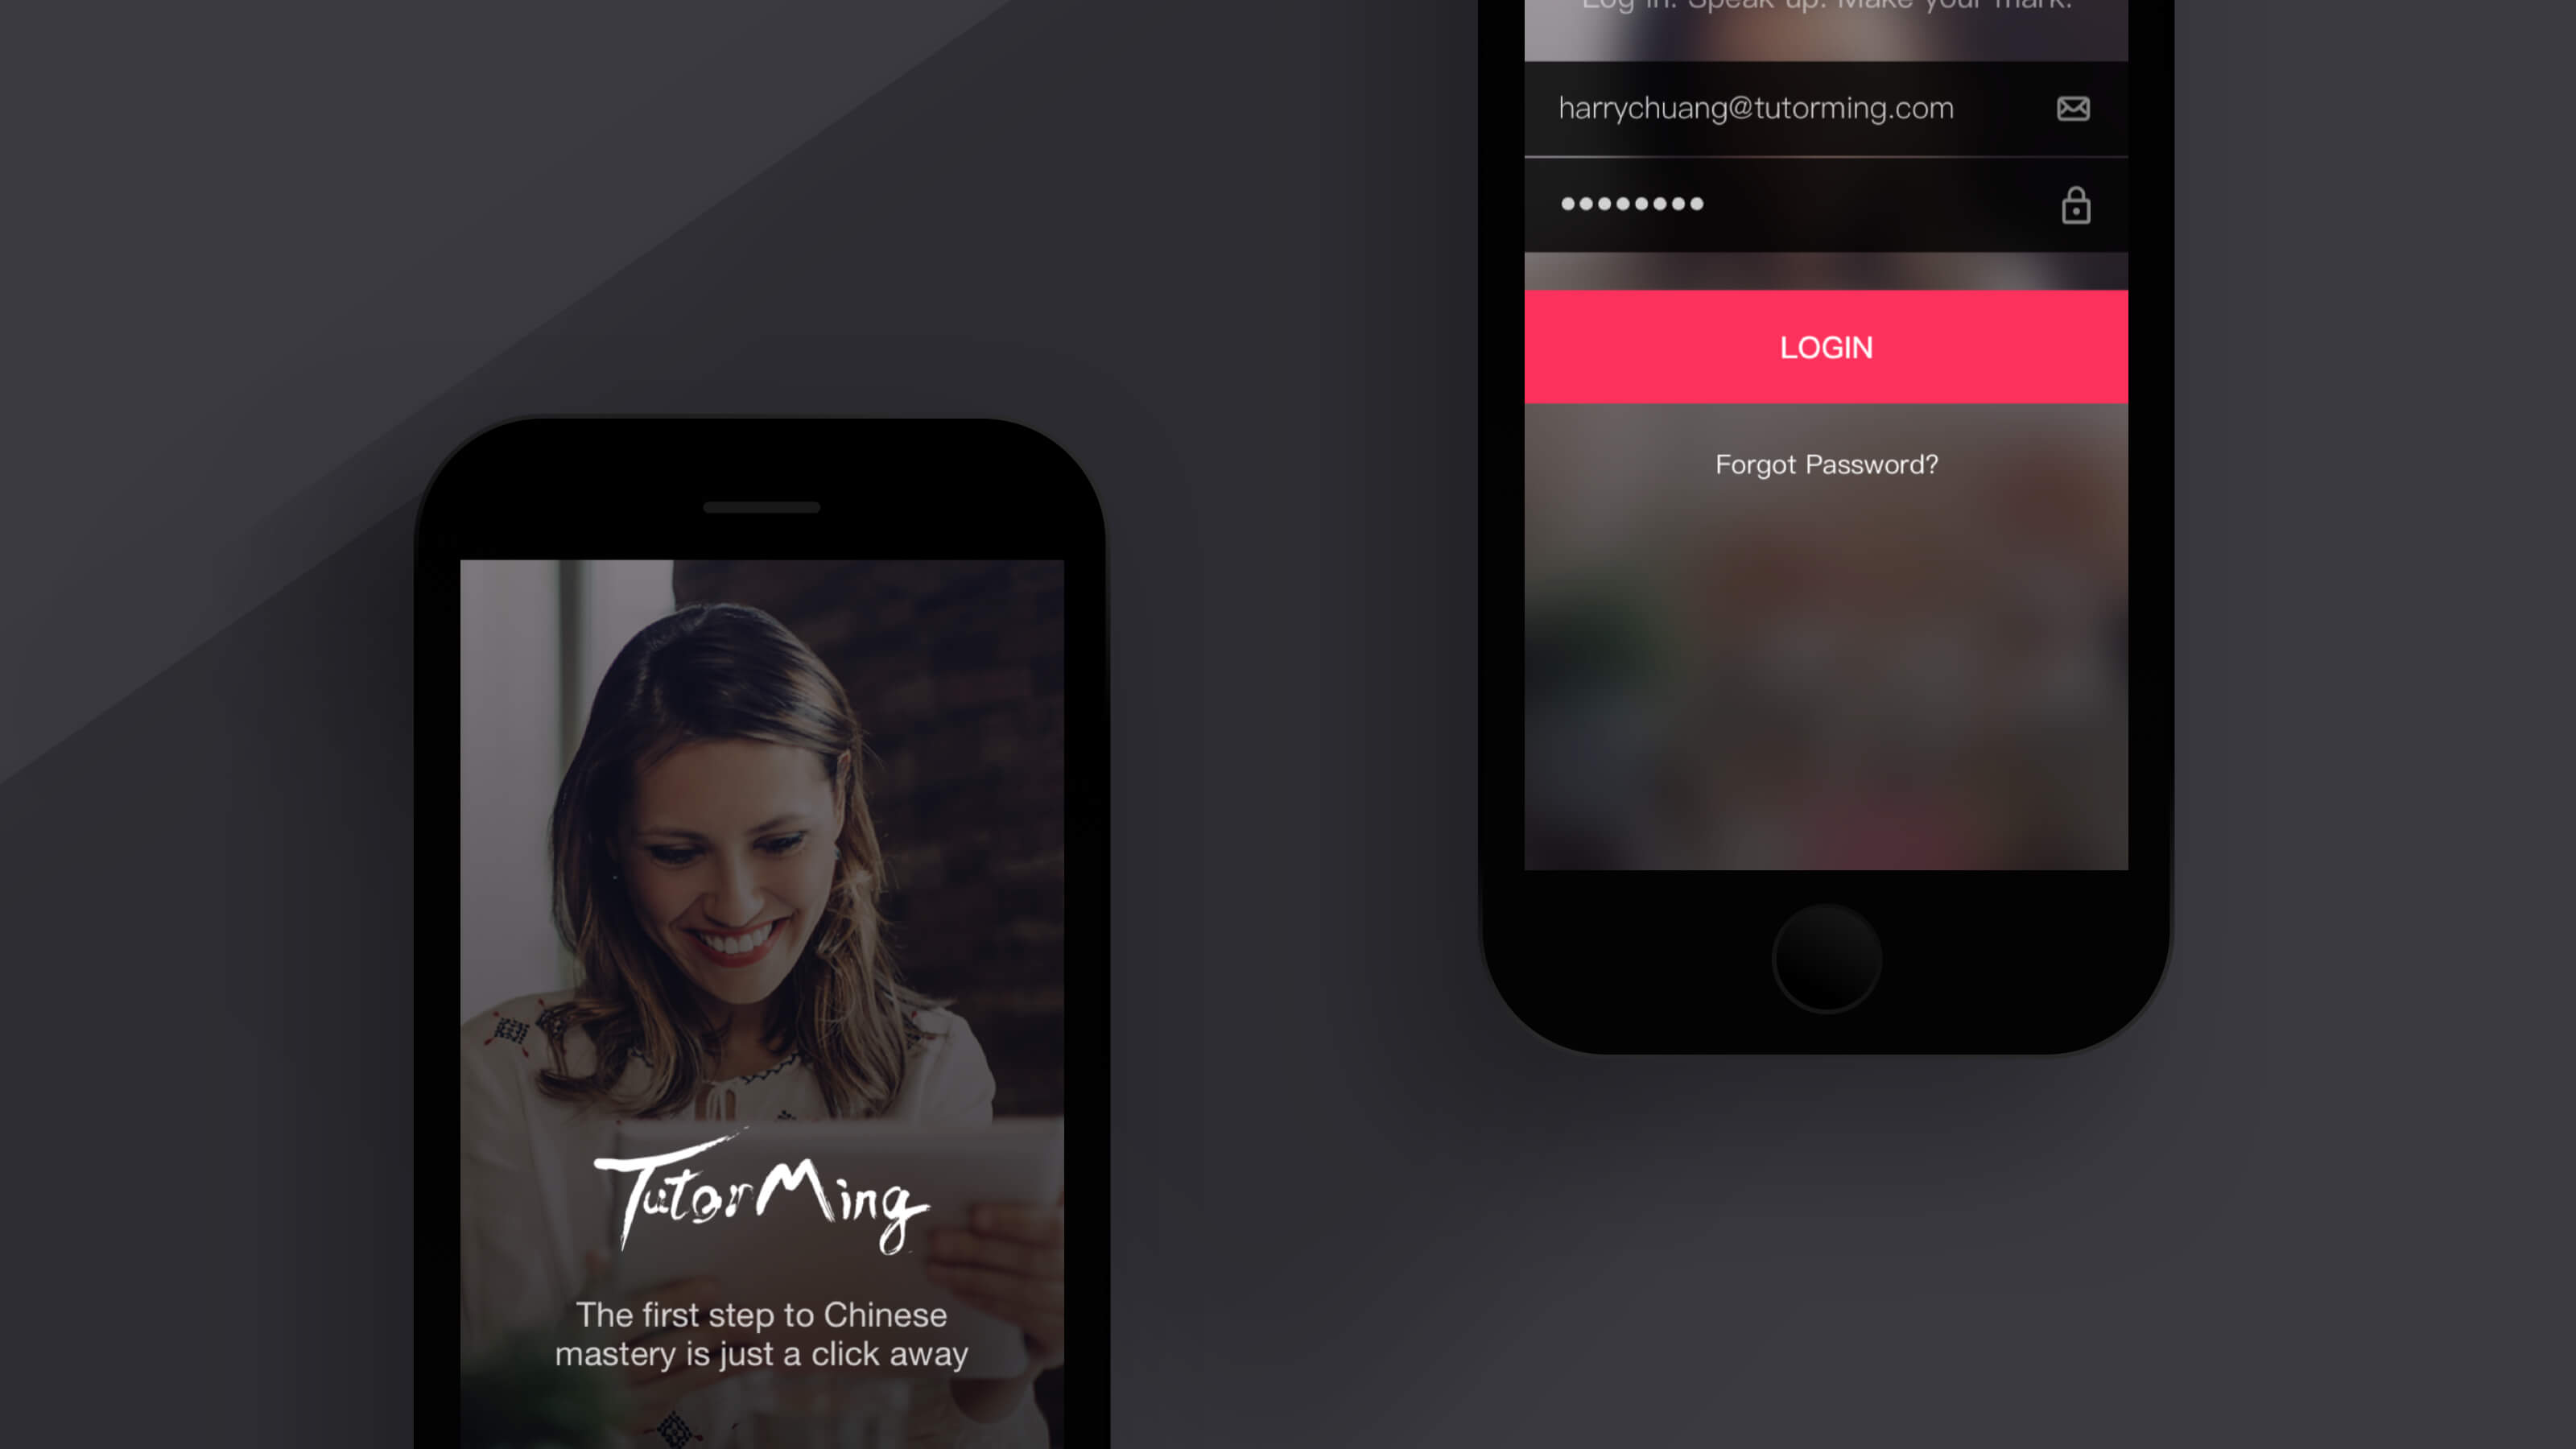 Log in. Speak up. Make your mark.
harrychuang@tutorming.com
LOGIN
Forgot Password?
TutorMing
The first step to Chinese
mastery is just a click away